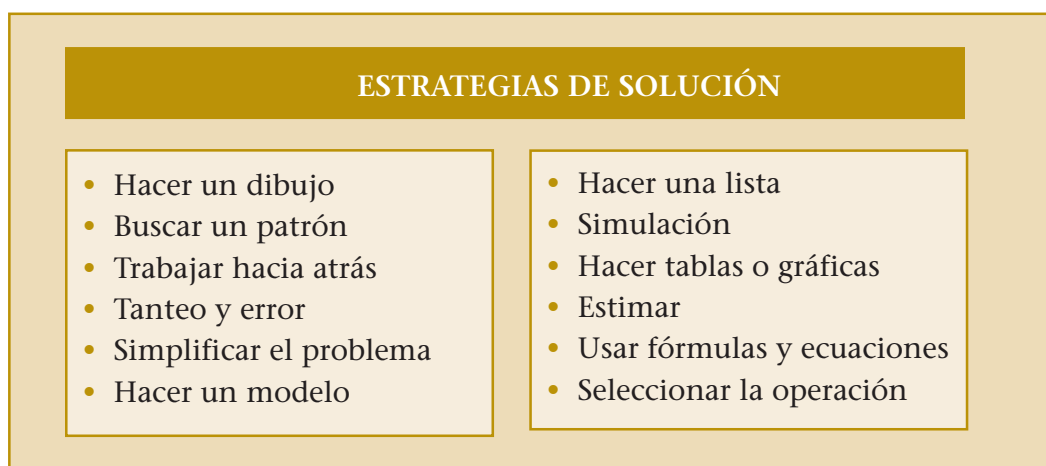 ESTRATEGIAS DE SOLUCIÓN
• Hacer un dibujo
• Buscar un patrón
• Trabajar hacia atrás
• Tanteo y error
• Simplificar el problema
• Hacer un modelo
• Hacer una lista
• Simulación
• Hacer tablas o gráficas
• Estimar
• Usar fórmulas y ecuaciones
• Seleccionar la operación